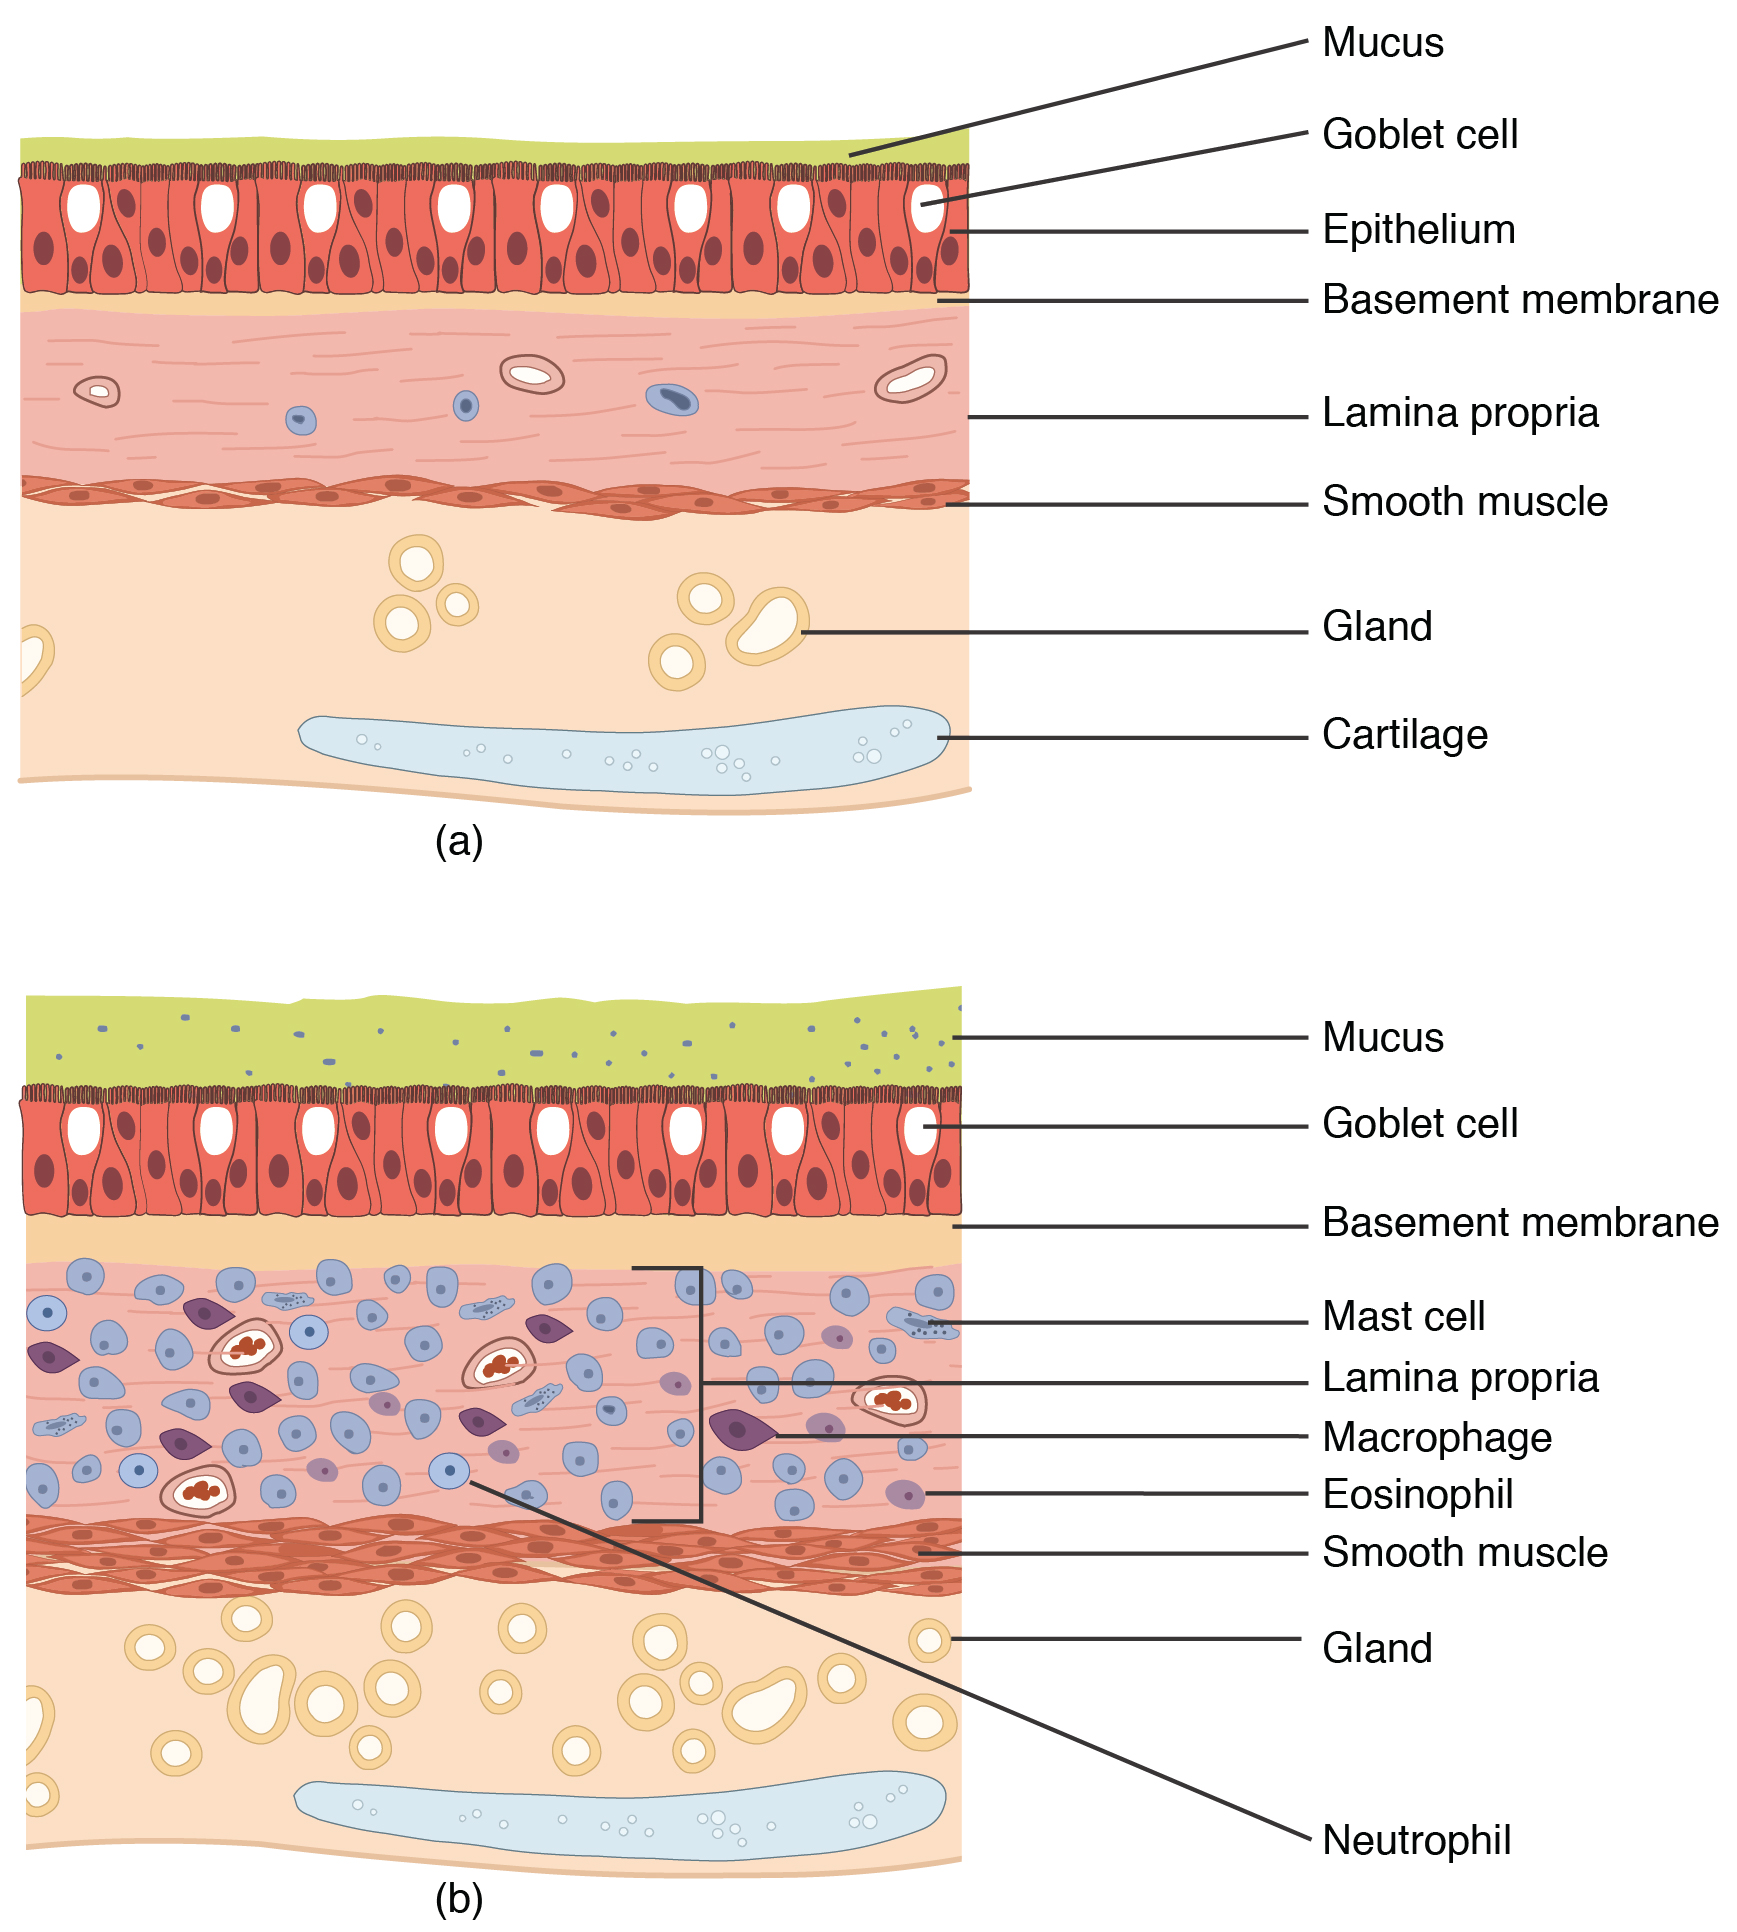 Mucus
Goblet cell
Epithelium
Basement membrane
Lamina propria
Smooth muscle
Gland
Cartilage
(a)
Mucus
Goblet cell
Basement membrane
Mast cell
Lamina propria
Macrophage
Eosinophil
Smooth muscle
Gland
Neutrophil
(b)